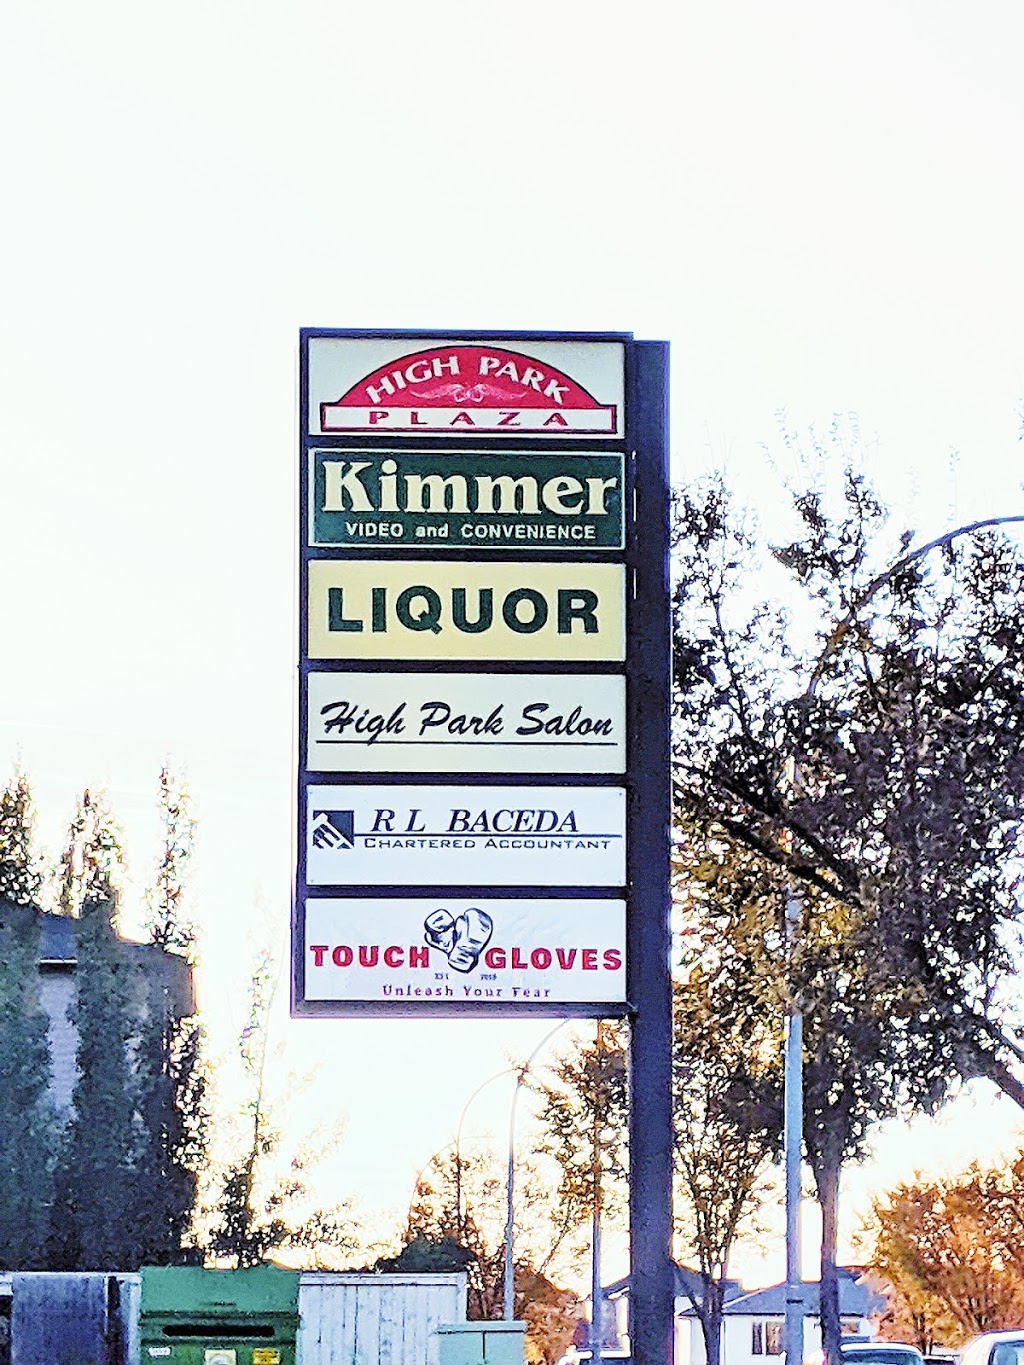 HIGH PARK
PLAZA
Kimmer
VIDEO and CONVENIENCE
LIQUOR
High Park Salon
R L BACEDA
CHARTERED ACCOUNTANT
TOUCH GLOVES
Unleash Your Fear